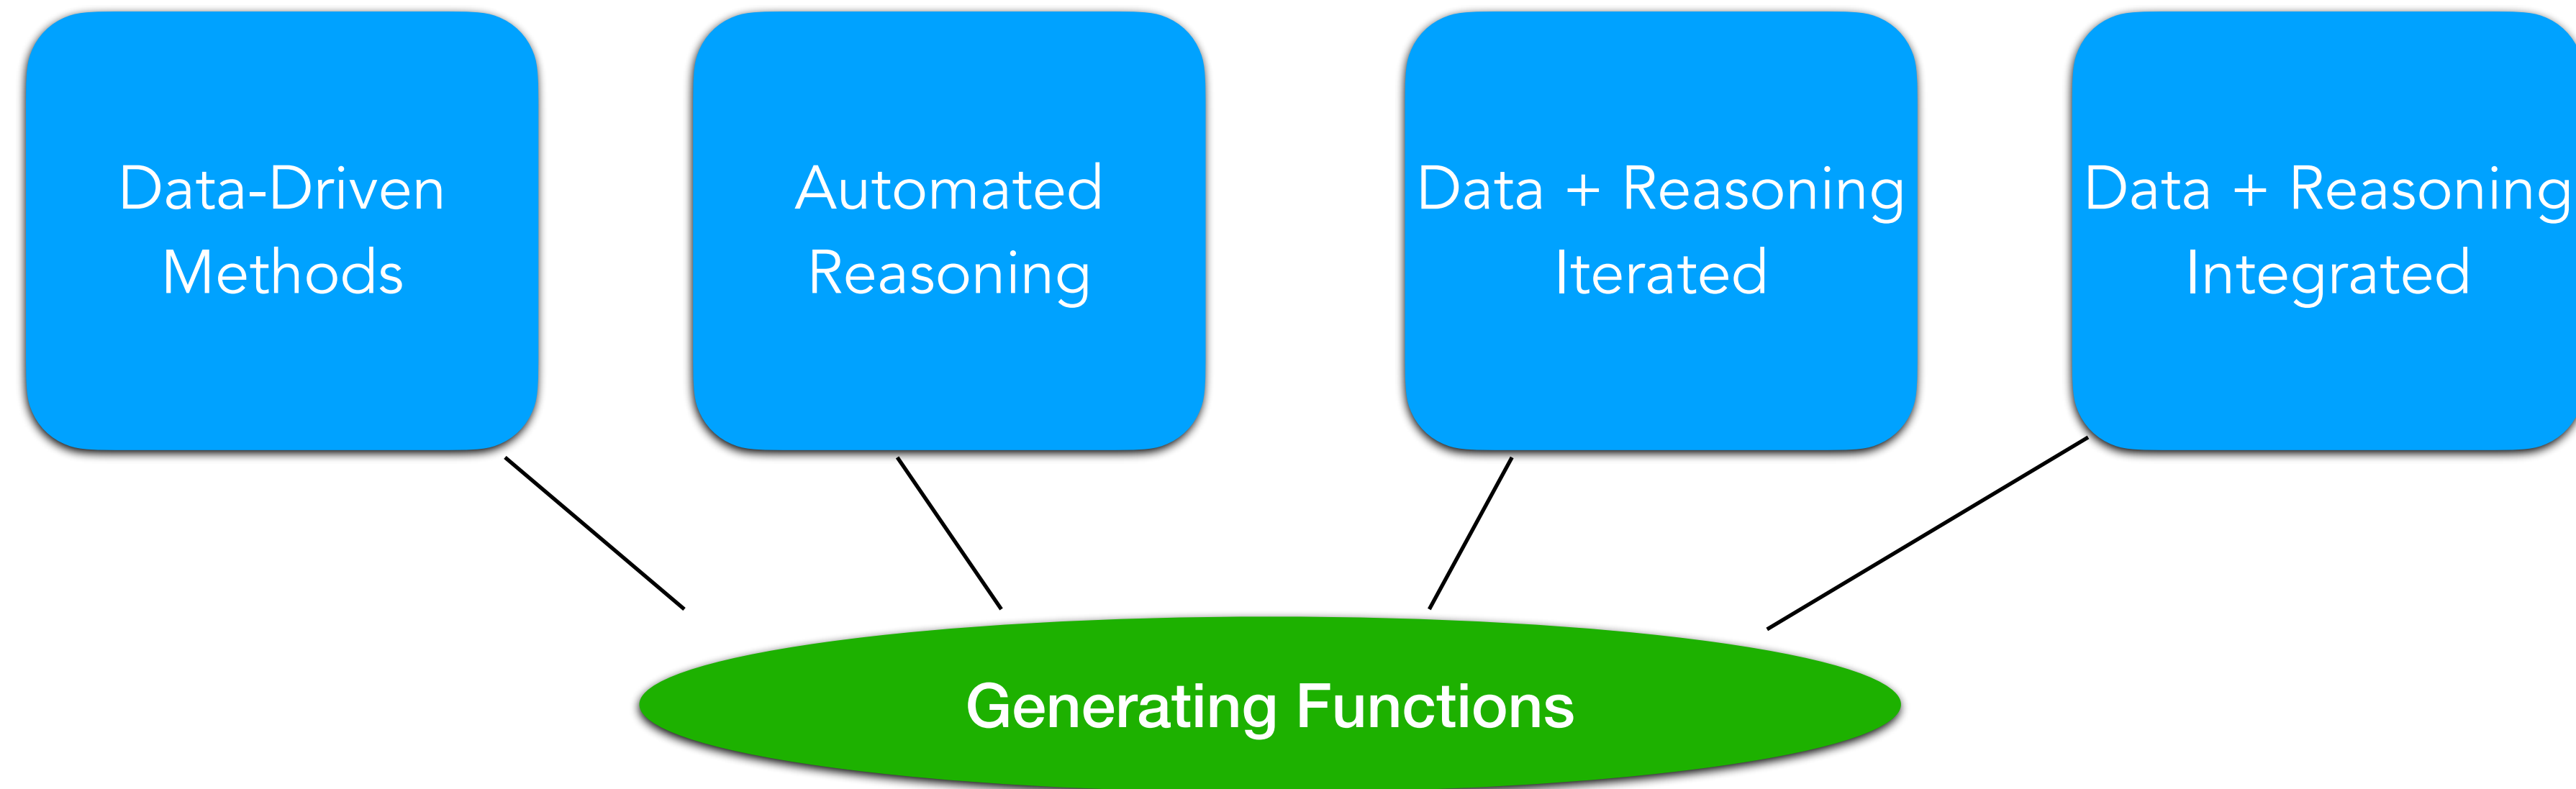 Data-Driven
Methods
Automated
Reasoning
Data + Reasoning
Iterated
Data + Reasoning
Integrated
Generating Functions